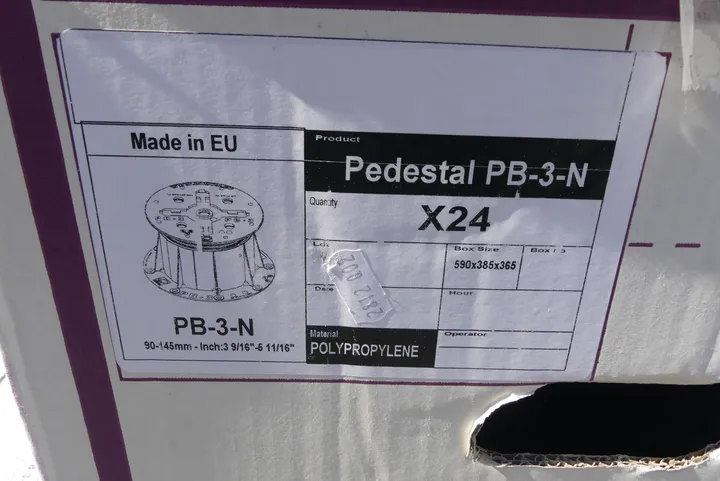 Made in EU
Product
Pedestal PB-3-N
Quantity
X24
Box Size
590x385x365
Hour
Operator
Material
POLYPROPYLENE
PB-3-N
90-145mm - Inch:3 9/16"-5 11/16"